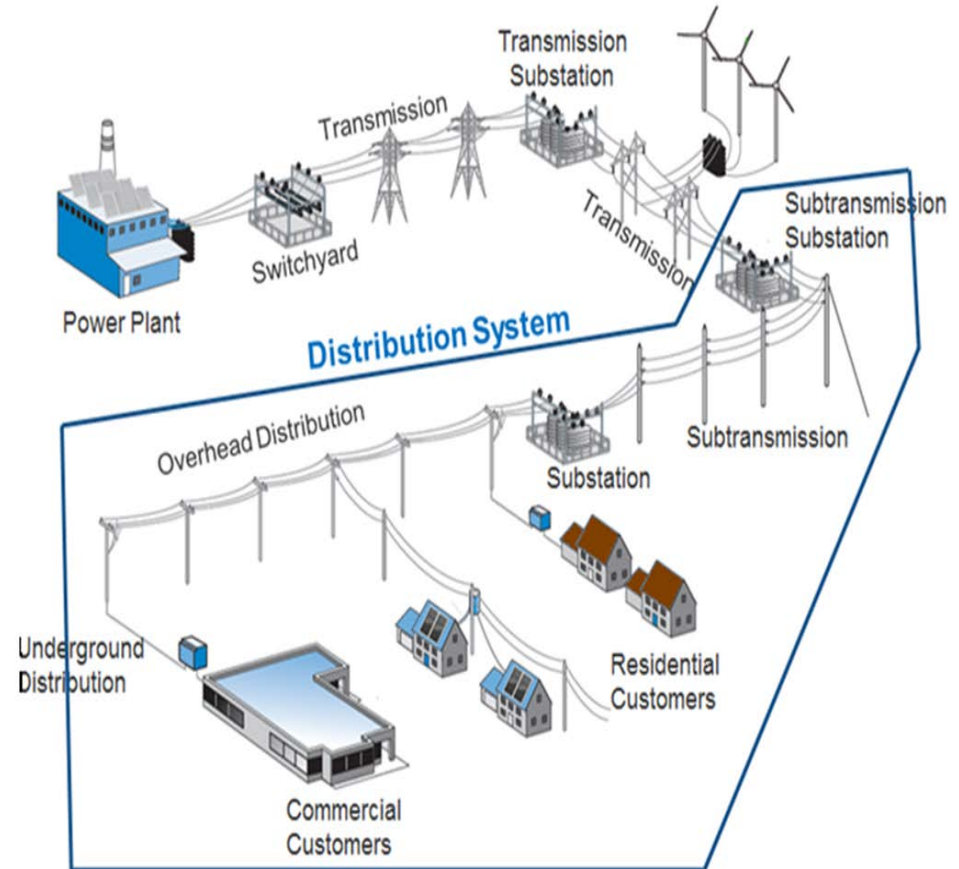 Transmission
Substation
Transmission
Switchyard
Power Plant
Transmission
Subtransmission
Substation
Distribution System
Overhead Distribution
Subtransmission
Substation
Underground
Distribution
Residential
Customers
Commercial
Customers